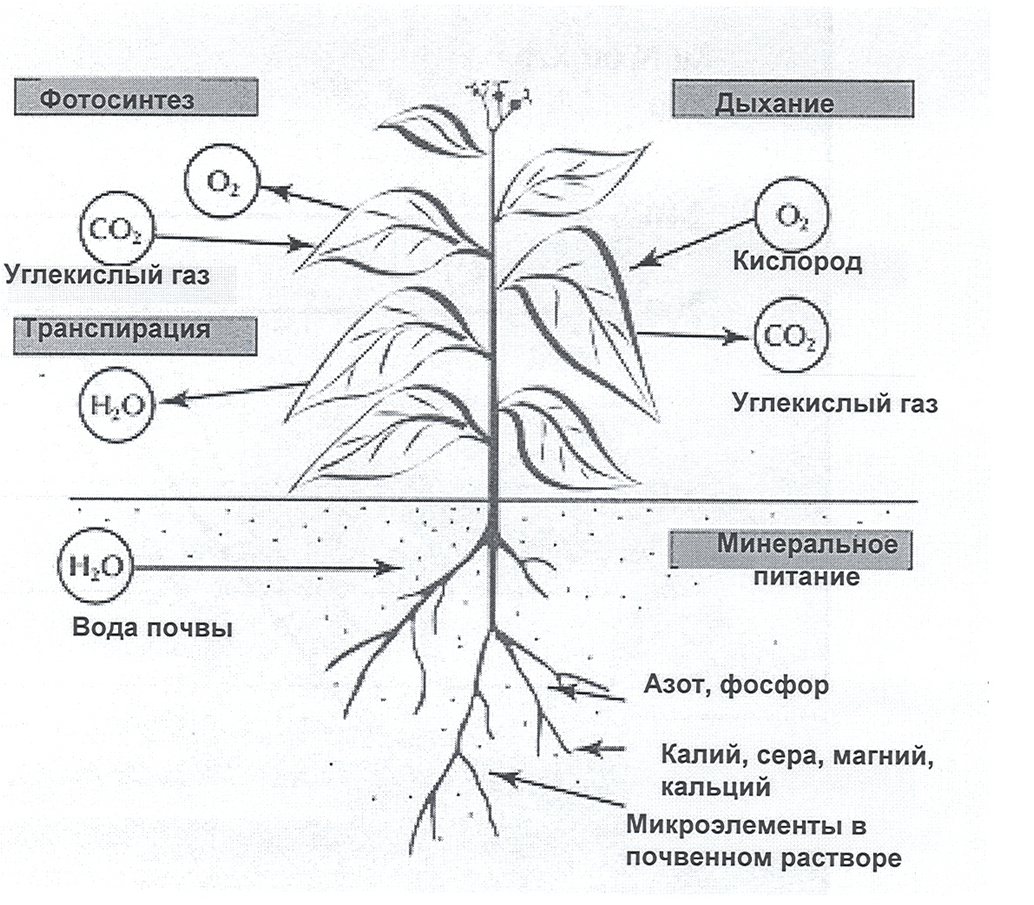 Фотосинтез
Дыхание
O₂
CO₂
Углекислый газ
O₂
Кислород
Транспирация
H₂O
CO₂
Углекислый газ
H₂O
Вода почвы
Минеральное
питание
Азот, фосфор
Калий, сера, магний,
кальций
Микроэлементы в
почвенном растворе